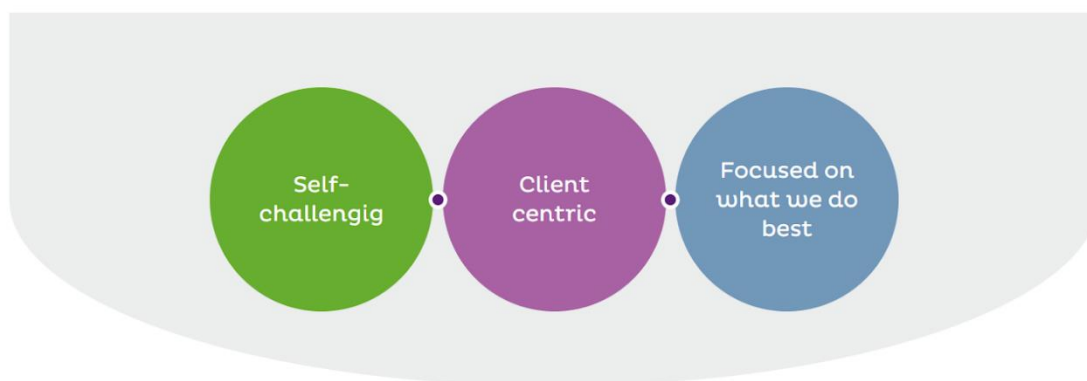 Self-
challengig
Client
centric
Focused on
what we do
best